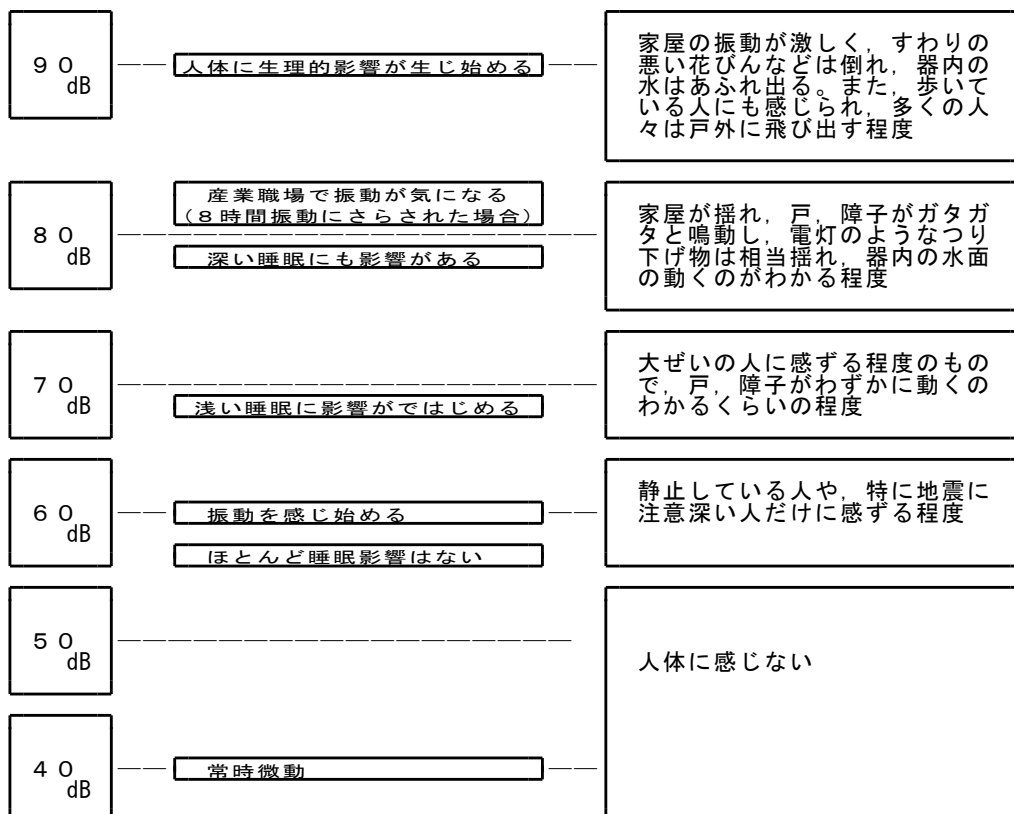 ９０
dB
人体に生理的影響が生じ始める
家屋の振動が激しく，すわりの
悪い花びんなどは倒れ，器内の
水はあふれ出る。また，歩いて
いる人にも感じられ，多くの人
々は戸外に飛び出す程度
８０
dB
産業職場で振動が気になる
（８時間振動にさらされた場合）
深い睡眠にも影響がある
家屋が揺れ，戸，障子がガタガ
タと鳴動し，電灯のようなつり
下げ物は相当揺れ，器内の水面
の動くのがわかる程度
７０
dB
浅い睡眠に影響がではじめる
大ぜいの人に感ずる程度のもの
で，戸，障子がわずかに動くの
わかるくらいの程度
６０
dB
振動を感じ始める
ほとんど睡眠影響はない
静止している人や，特に地震に
注意深い人だけに感ずる程度
５０
dB
人体に感じない
４０
dB
常時微動